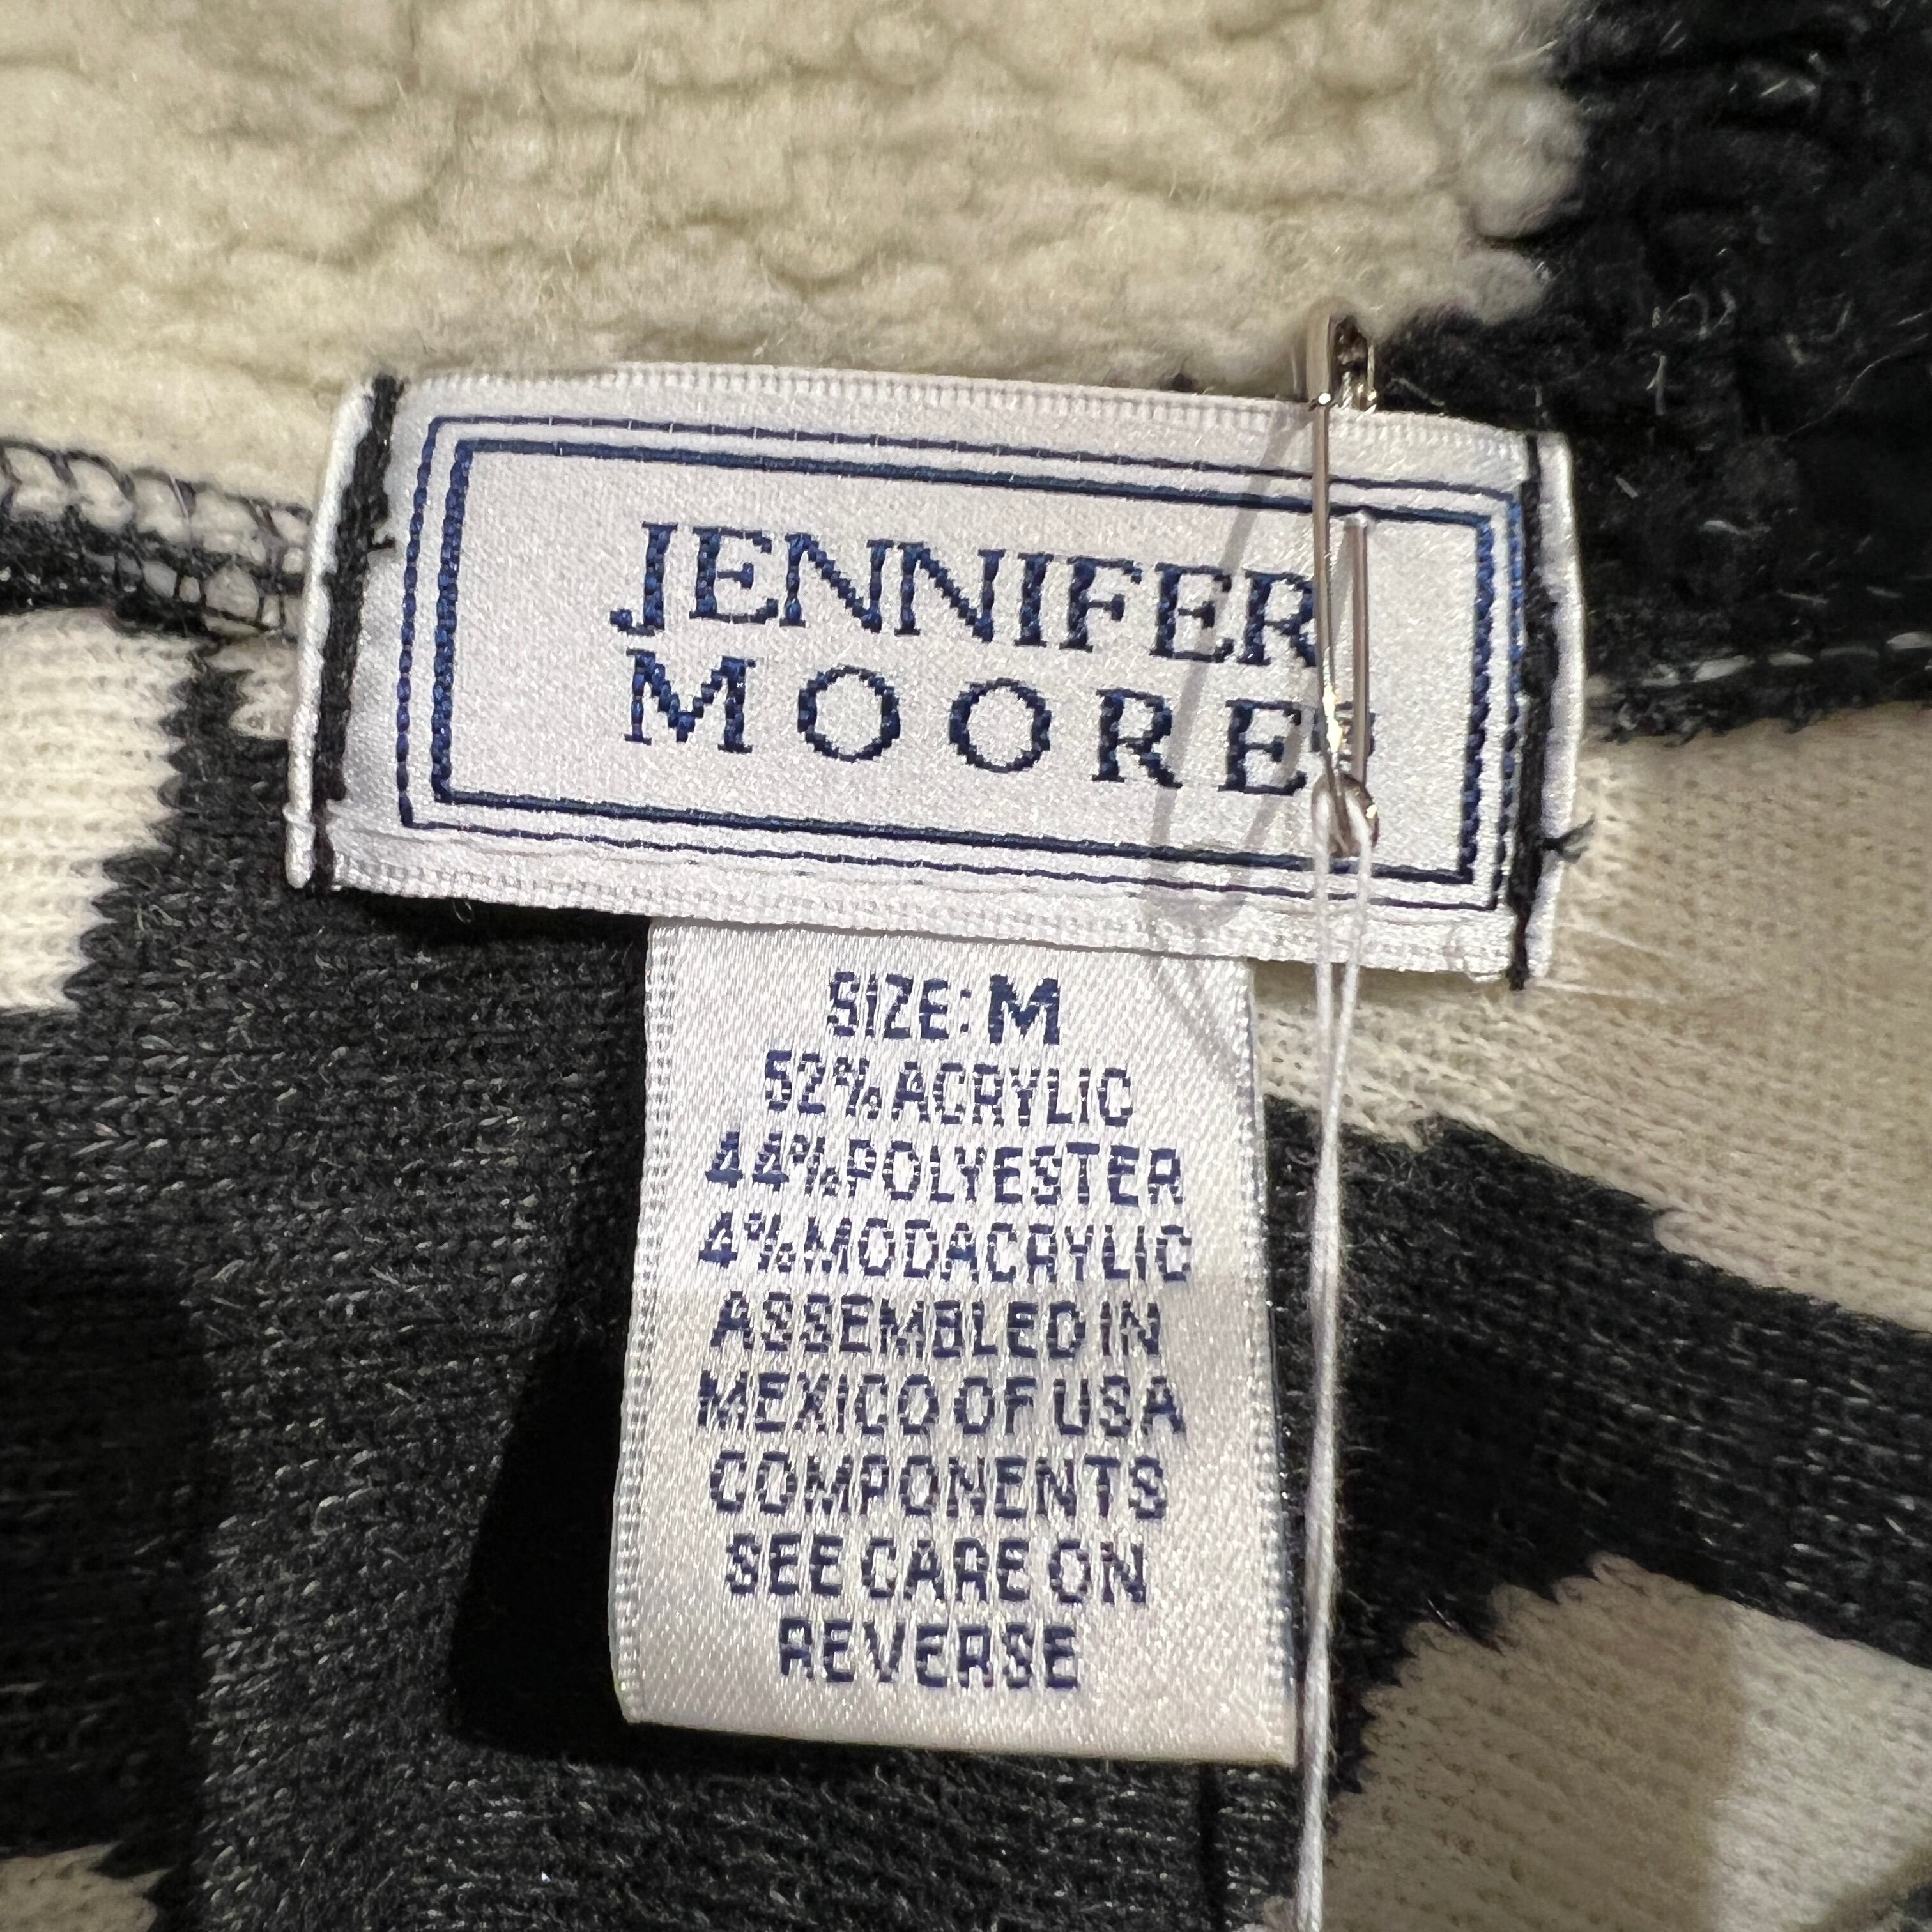 JENNIFER
MOORE
SIZE: M
52% ACRYLIC
44% POLYESTER
4% MODACRYLIC
ASSEMBLED IN
MEXICO OF USA
COMPONENTS
SEE CARE ON
REVERSE